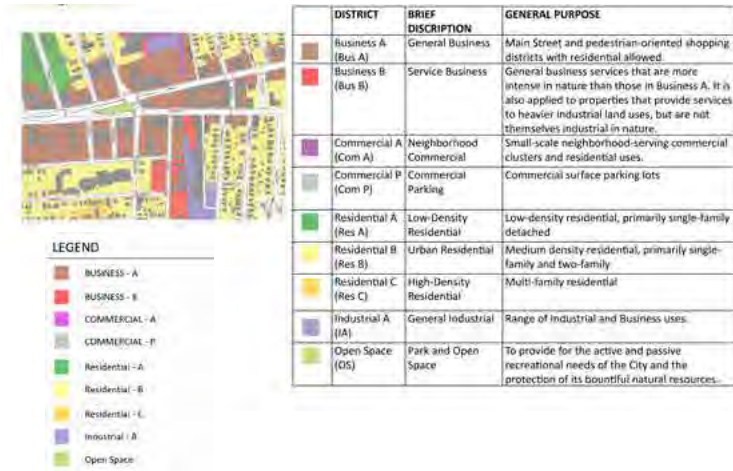 DISTRICT BRIEF DISCRIPTION GENERAL PURPOSE
Business A (Bus A) General Business Main Street and pedestrian-oriented shopping districts with residential allowed
Business B (Bus B) Service Business General business services that are more intense in nature than those in Business A. It is also applied to properties that provide services to heavier industrial land uses, but are not themselves industrial in nature.
Commercial A (Com A) Neighborhood Commercial Small-scale neighborhood-serving commercial clusters and residential uses.
Commercial P (Com P) Commercial Parking Commercial surface parking lots
Residential A (Res A) Low-Density Residential Low-density residential, primarily single-family detached
Residential B (Res B) Urban Residential Medium density residential, primarily single-family and two-family
Residential C (Res C) High-Density Residential Multi-family residential
Industrial A (IA) General Industrial Range of Industrial and Business uses.
Open Space (OS) Park and Open Space To provide for the active and passive recreational needs of the City and the protection of its bountiful natural resources.
LEGEND
BUSINESS - A
BUSINESS - B
COMMERCIAL - A
COMMERCIAL - P
Residential - A
Residential - B
Residential - C
Industrial - A
Open Space